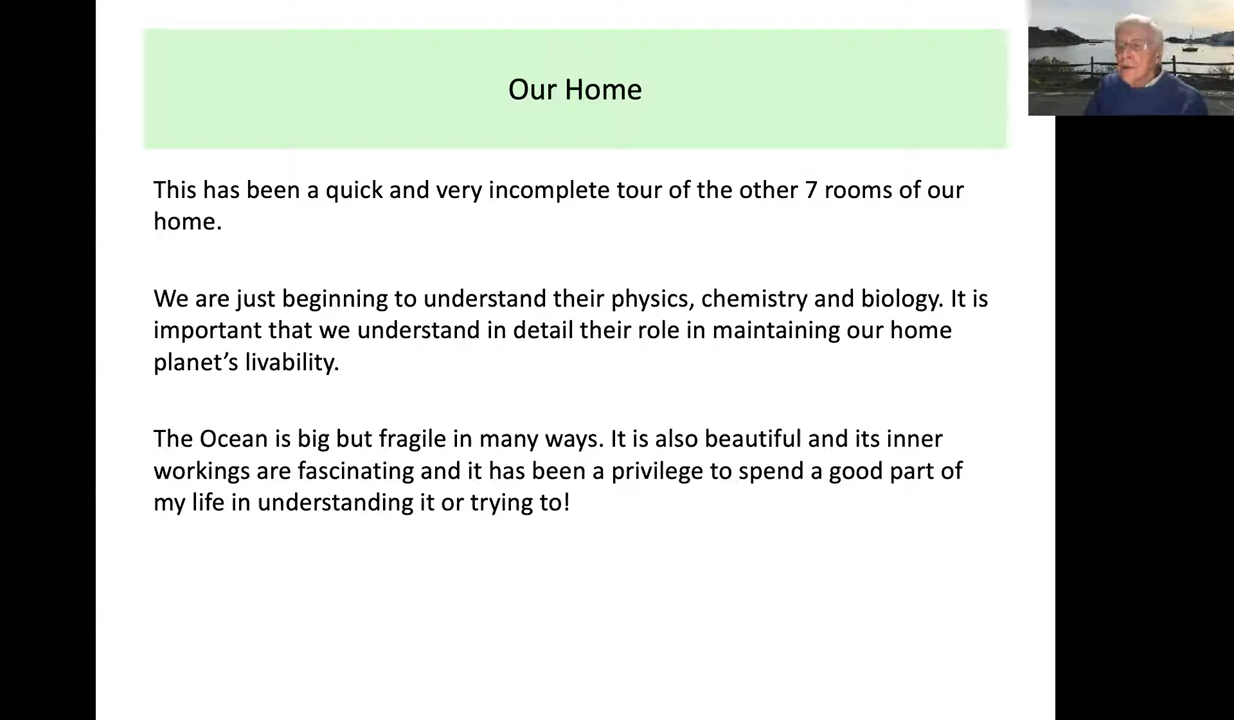 Our Home
This has been a quick and very incomplete tour of the other 7 rooms of our
home.
We are just beginning to understand their physics, chemistry and biology. It is
important that we understand in detail their role in maintaining our home
planet’s livability.
The Ocean is big but fragile in many ways. It is also beautiful and its inner
workings are fascinating and it has been a privilege to spend a good part of
my life in understanding it or trying to!